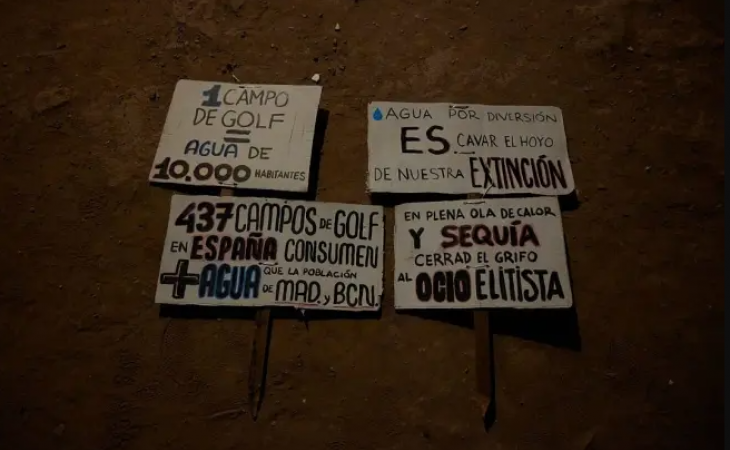 1 CAMPO
DE GOLF
=
AGUA DE
10.000 HABITANTES
AGUA POR DIVERSIÓN
ES CAVAR EL HOYO
DE NUESTRA EXTINCIÓN
437 CAMPOS DE GOLF
EN ESPAÑA CONSUMEN
+ AGUA QUE LA POBLACIÓN
DE MAD. y BCN.
EN PLENA OLA DE CALOR
Y SEQUÍA
CERRAD EL GRIFO
AL OCIO ELITISTA